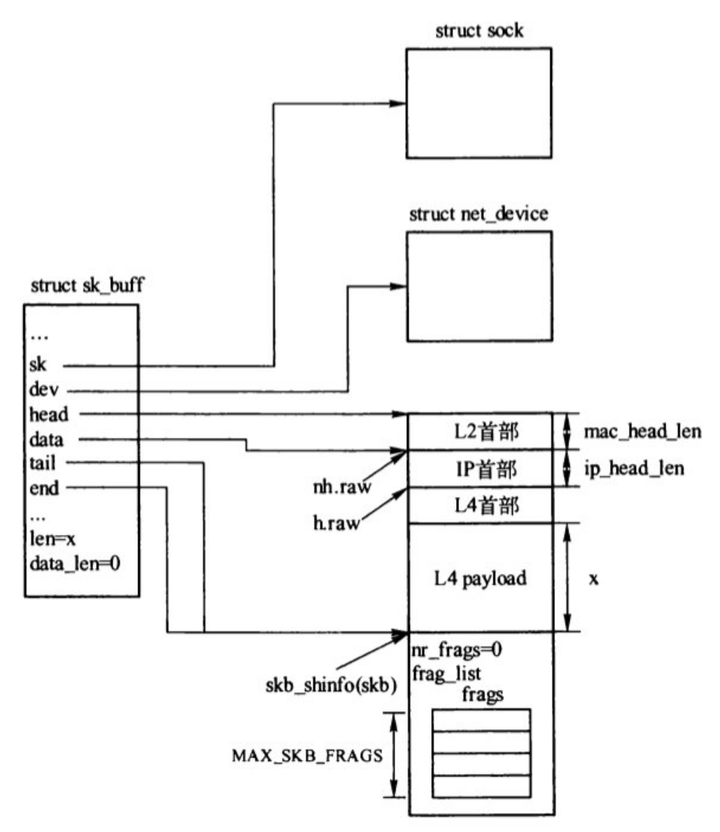 struct sock
struct net_device
struct sk_buff
...
sk
dev
head
data
tail
end
...
len=x
data_len=0
L2首部
mac_head_len
IP首部
ip_head_len
nh.raw
L4首部
h.raw
L4 payload
x
skb_shinfo(skb)
nr_frags=0
frag_list
frags
MAX_SKB_FRAGS